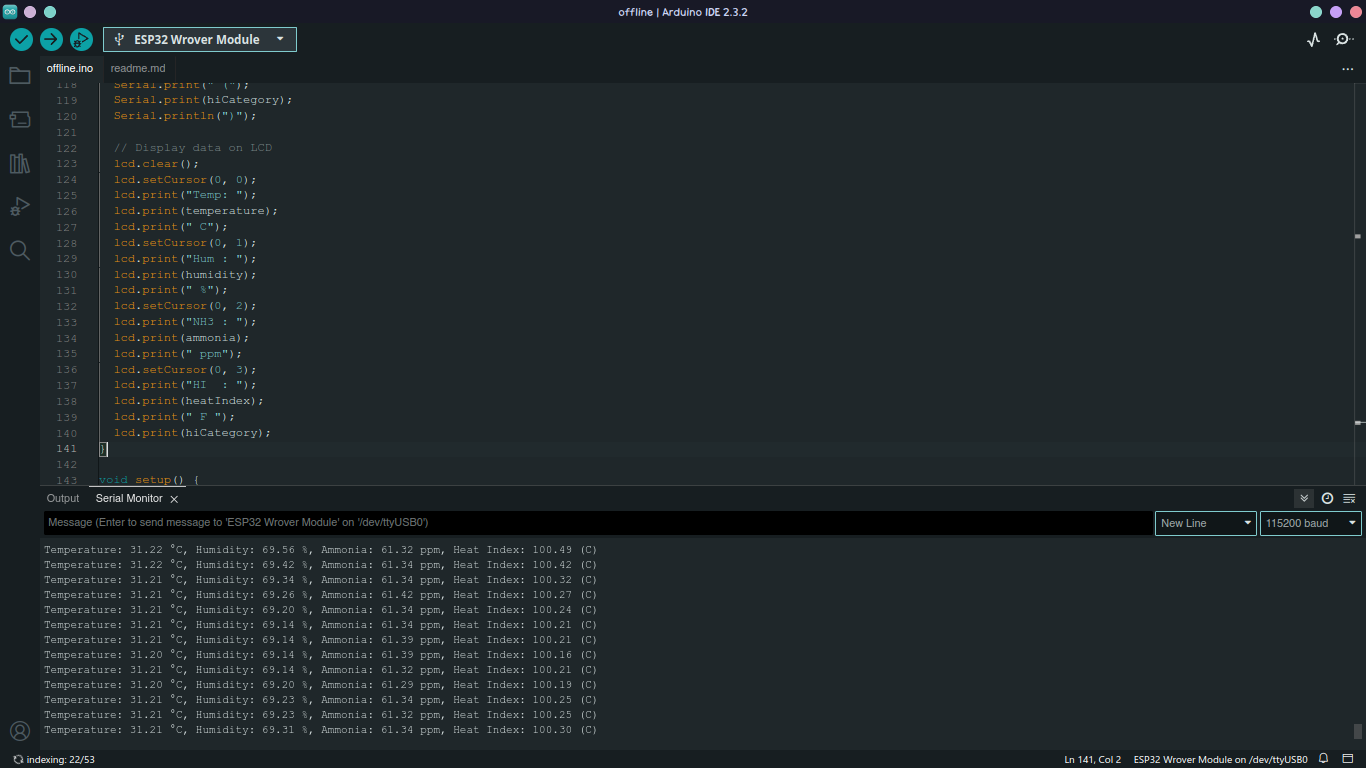 offline | Arduino IDE 2.3.2
ESP32 Wrover Module
offline.ino
readme.md
118 Serial.print(" (");
119 Serial.print(hiCategory);
120 Serial.println(")");
121
122 // Display data on LCD
123 lcd.clear();
124 lcd.setCursor(0, 0);
125 lcd.print("Temp: ");
126 lcd.print(temperature);
127 lcd.print(" C");
128 lcd.setCursor(0, 1);
129 lcd.print("Hum : ");
130 lcd.print(humidity);
131 lcd.print(" %");
132 lcd.setCursor(0, 2);
133 lcd.print("NH3 : ");
134 lcd.print(ammonia);
135 lcd.print(" ppm");
136 lcd.setCursor(0, 3);
137 lcd.print("HI  : ");
138 lcd.print(heatIndex);
139 lcd.print(" F ");
140 lcd.print(hiCategory);
141 }
142
143 void setup() {
Output Serial Monitor
Message (Enter to send message to 'ESP32 Wrover Module' on '/dev/ttyUSB0')
New Line
115200 baud
Temperature: 31.22 °C, Humidity: 69.56 %, Ammonia: 61.32 ppm, Heat Index: 100.49 (C)
Temperature: 31.22 °C, Humidity: 69.42 %, Ammonia: 61.34 ppm, Heat Index: 100.42 (C)
Temperature: 31.21 °C, Humidity: 69.34 %, Ammonia: 61.34 ppm, Heat Index: 100.32 (C)
Temperature: 31.21 °C, Humidity: 69.26 %, Ammonia: 61.42 ppm, Heat Index: 100.27 (C)
Temperature: 31.21 °C, Humidity: 69.20 %, Ammonia: 61.34 ppm, Heat Index: 100.24 (C)
Temperature: 31.21 °C, Humidity: 69.14 %, Ammonia: 61.34 ppm, Heat Index: 100.21 (C)
Temperature: 31.21 °C, Humidity: 69.14 %, Ammonia: 61.39 ppm, Heat Index: 100.21 (C)
Temperature: 31.20 °C, Humidity: 69.14 %, Ammonia: 61.39 ppm, Heat Index: 100.16 (C)
Temperature: 31.21 °C, Humidity: 69.14 %, Ammonia: 61.32 ppm, Heat Index: 100.21 (C)
Temperature: 31.20 °C, Humidity: 69.20 %, Ammonia: 61.29 ppm, Heat Index: 100.19 (C)
Temperature: 31.21 °C, Humidity: 69.23 %, Ammonia: 61.34 ppm, Heat Index: 100.25 (C)
Temperature: 31.21 °C, Humidity: 69.23 %, Ammonia: 61.32 ppm, Heat Index: 100.25 (C)
Temperature: 31.21 °C, Humidity: 69.31 %, Ammonia: 61.34 ppm, Heat Index: 100.30 (C)
indexing: 22/53
Ln 141, Col 2
ESP32 Wrover Module on /dev/ttyUSB0